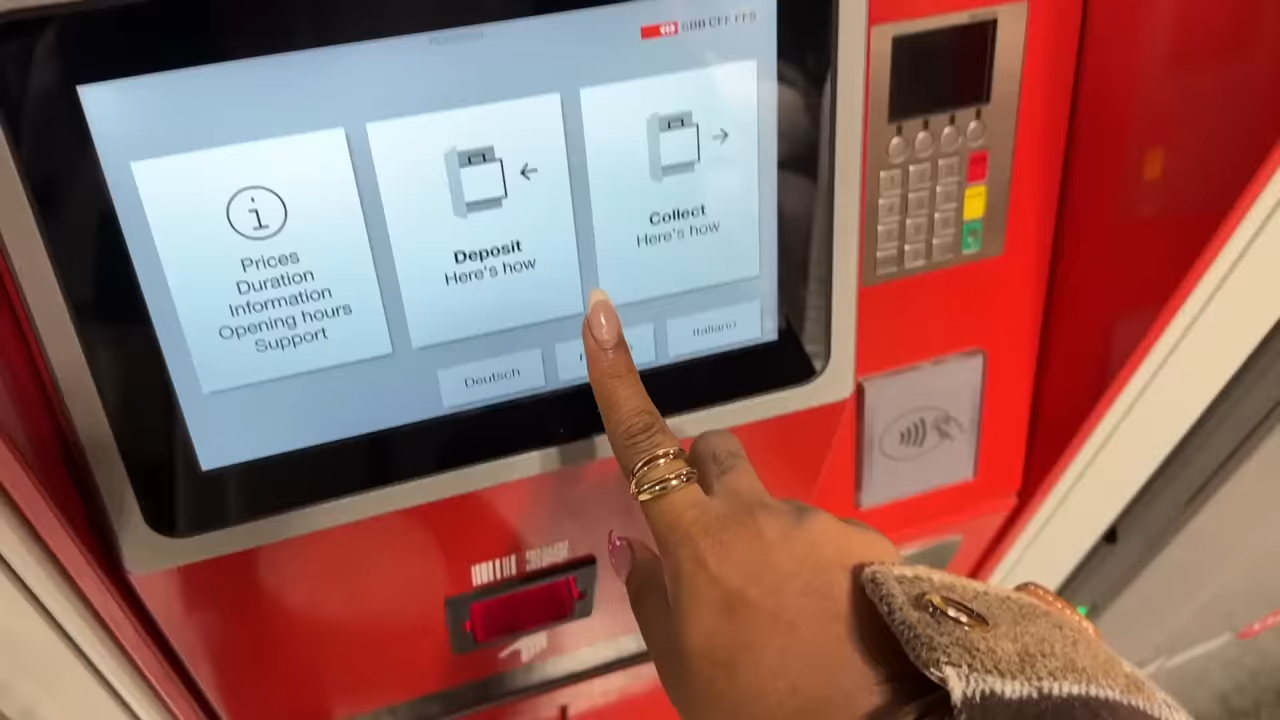 SBB CFF FFS
Prices
Duration
Information
Opening hours
Support
Deposit
Here's how
Collect
Here's how
Deutsch
Italiano